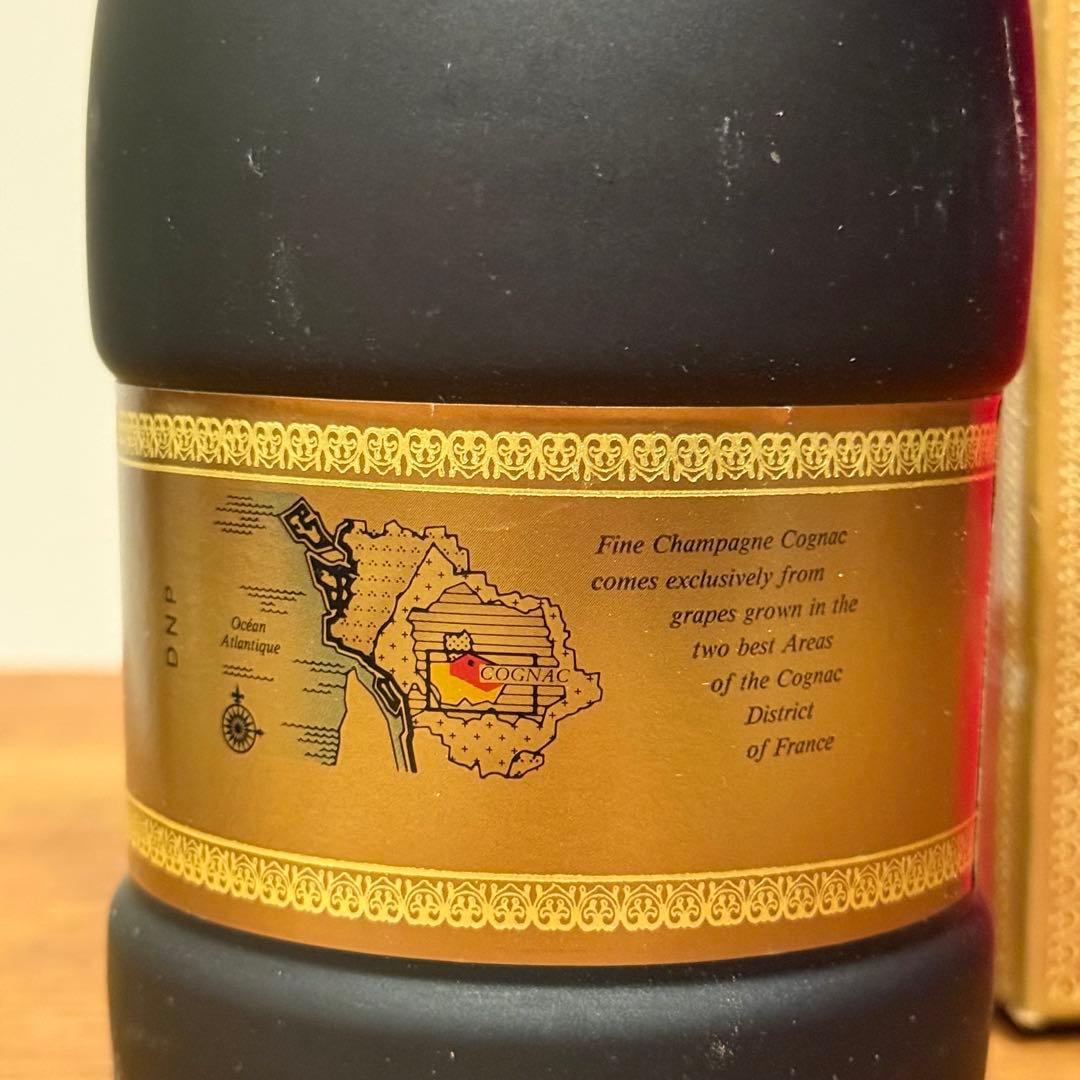 DNP
Océan
Atlantique
COGNAC
Fine Champagne Cognac
comes exclusively from
grapes grown in the
two best Areas
of the Cognac
District
of France